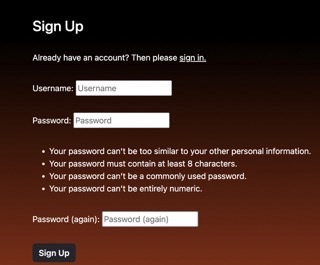 Sign Up
Already have an account? Then please sign in.
Username: Username
Password: Password
• Your password can't be too similar to your other personal information.
• Your password must contain at least 8 characters.
• Your password can't be a commonly used password.
• Your password can't be entirely numeric.
Password (again): Password (again)
Sign Up